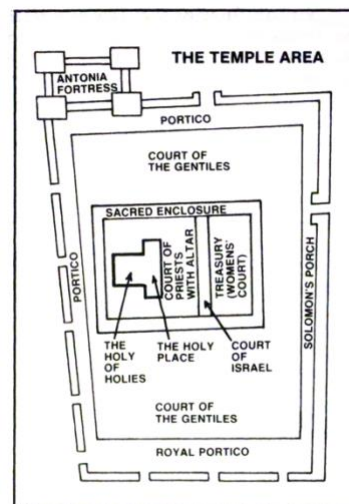 THE TEMPLE AREA
ANTONIA
FORTRESS
PORTICO
COURT OF
THE GENTILES
SACRED ENCLOSURE
PORTICO
COURT OF
PRIESTS
WITH ALTAR
TREASURY
(WOMENS'
COURT)
SOLOMON'S PORCH
THE
HOLY
OF
HOLIES
THE HOLY
PLACE
COURT
OF
ISRAEL
COURT OF
THE GENTILES
ROYAL PORTICO